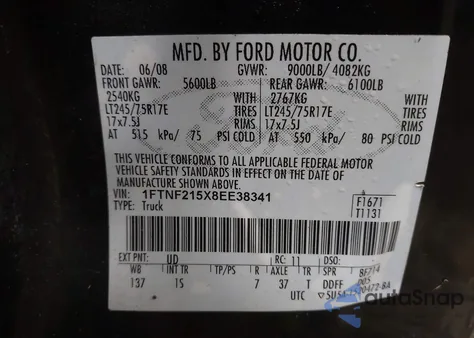 MFD. BY FORD MOTOR CO.
DATE: 06/08 GVWR: 9000LB/ 4082KG
FRONT GAWR: 5600LB REAR GAWR: 6100LB
2540KG WITH 2767KG WITH
LT245/75R17E TIRES LT245/75R17E TIRES
17x7.5J RIMS 17x7.5J RIMS
AT 515 kPa/ 75 PSI COLD AT 550 kPa/ 80 PSI COLD
THIS VEHICLE CONFORMS TO ALL APPLICABLE FEDERAL MOTOR
VEHICLE SAFETY STANDARDS IN EFFECT ON THE DATE OF
MANUFACTURE SHOWN ABOVE.
VIN: 1FTNF215X8EE38341 F1671
TYPE: Truck T1131
EXT PNT: UD RC: 11 DSO:
WB INT TR TP/PS R AXLE TR SPR
137 IS 7 37 T DDFF
UTC
autoSnap